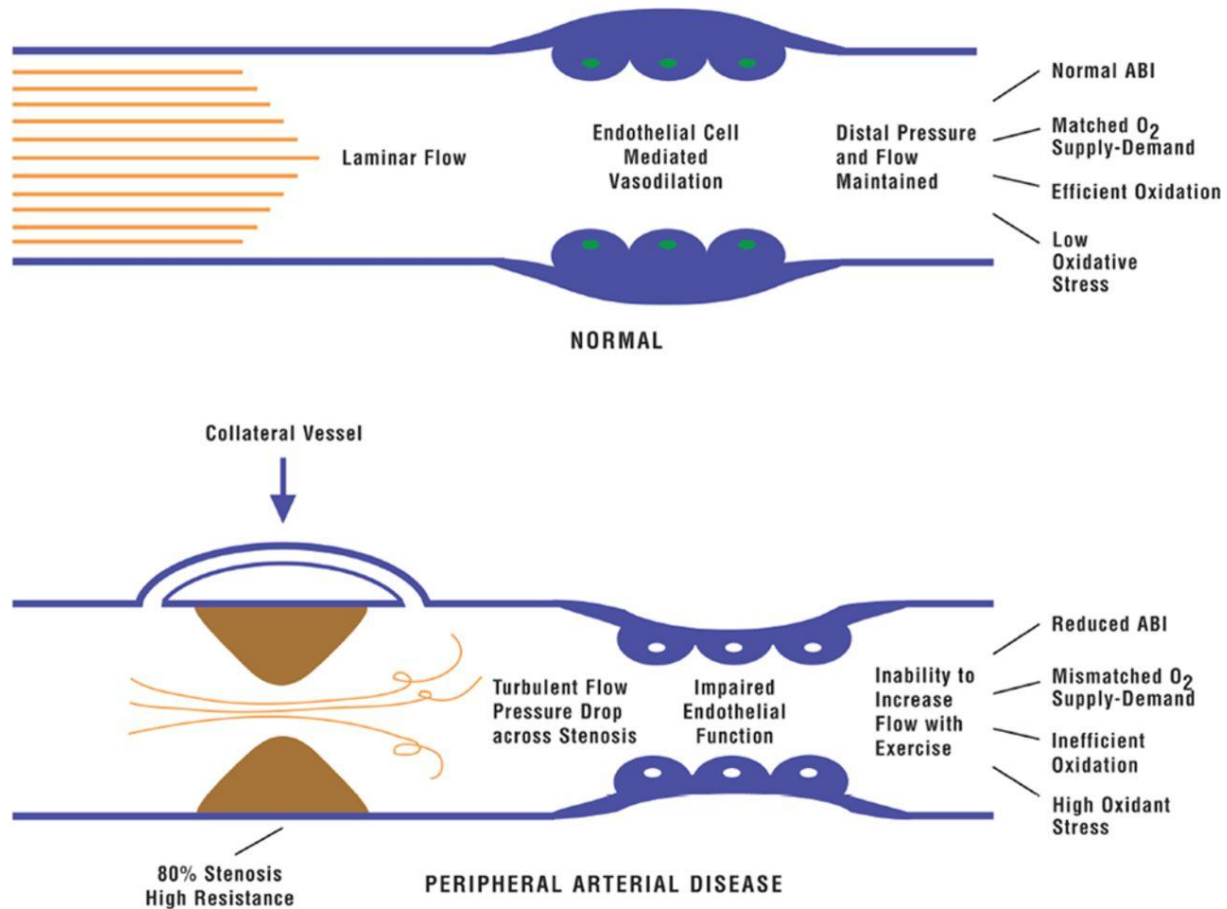 Laminar Flow
Endothelial Cell
Mediated
Vasodilation
Distal Pressure
and Flow
Maintained
Normal ABI
Matched O₂
Supply-Demand
Efficient Oxidation
Low
Oxidative
Stress
NORMAL
Collateral Vessel
80% Stenosis
High Resistance
Turbulent Flow
Pressure Drop
across Stenosis
Impaired
Endothelial
Function
Inability to
Increase
Flow with
Exercise
Reduced ABI
Mismatched O₂
Supply-Demand
Inefficient
Oxidation
High Oxidant
Stress
PERIPHERAL ARTERIAL DISEASE